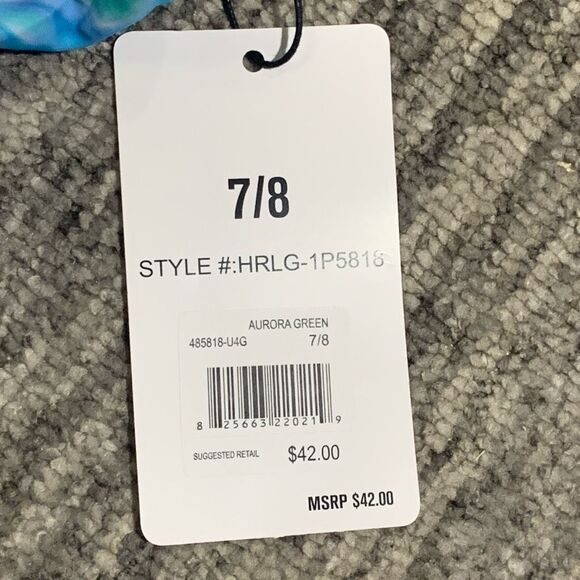 7/8
STYLE #:HRLG-1P5818
AURORA GREEN
485818-U4G 7/8
8 25663 22021 9
SUGGESTED RETAIL $42.00
MSRP $42.00